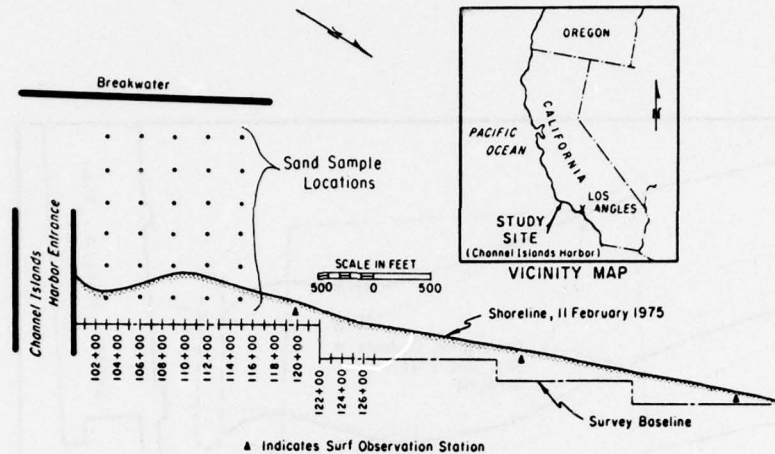 N
Breakwater
Sand Sample
Locations
Channel Islands
Harbor Entrance
SCALE IN FEET
500 0 500
102+00
104+00
106+00
108+00
110+00
112+00
114+00
116+00
118+00
120+00
122+00
124+00
126+00
Shoreline, 11 February 1975
Survey Baseline
▲ Indicates Surf Observation Station
OREGON
CALIFORNIA
PACIFIC
OCEAN
N
LOS
ANGLES
STUDY
SITE
(Channel Islands Harbor)
VICINITY MAP